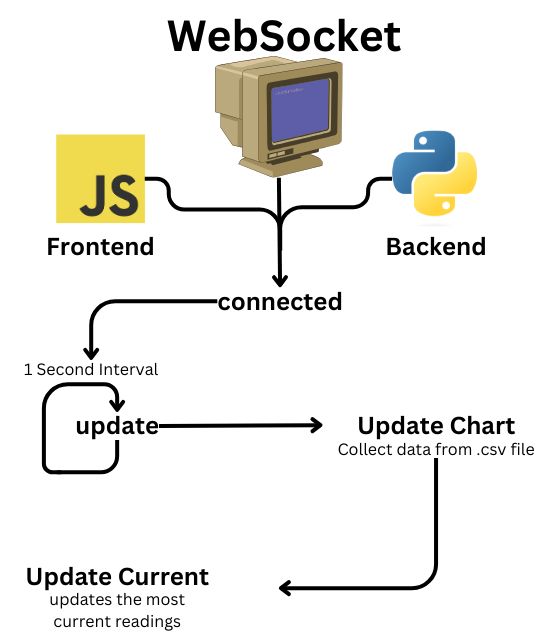 WebSocket
JS
Frontend
Backend
connected
1 Second Interval
update
Update Chart
Collect data from .csv file
Update Current
updates the most
current readings